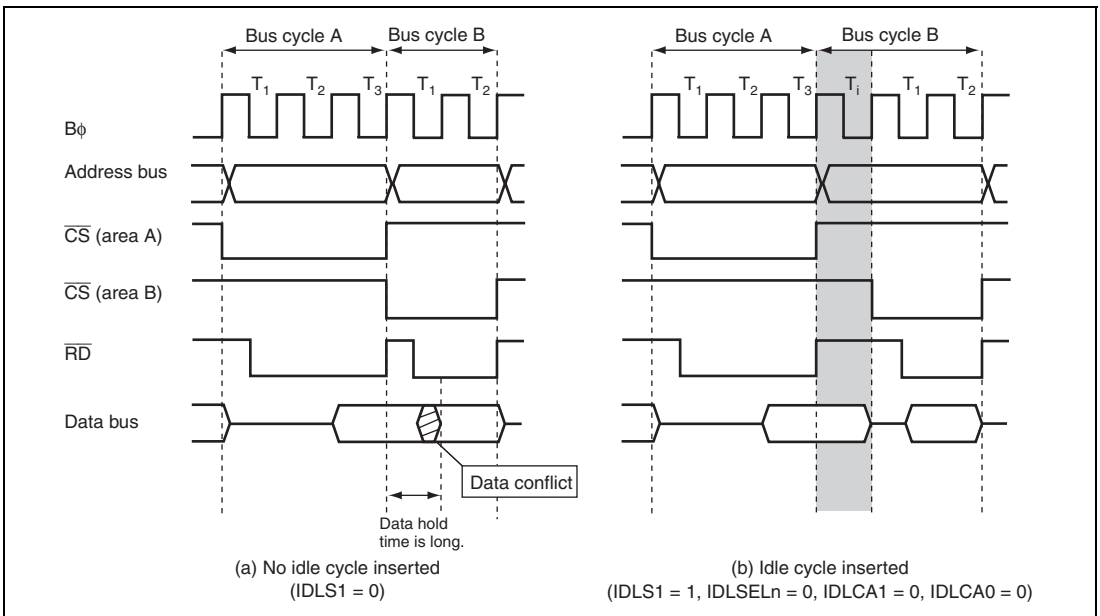 Bus cycle A
Bus cycle B
T1 T2 T3 T1 T2
Bϕ
Address bus
CS (area A)
CS (area B)
RD
Data bus
Data conflict
Data hold
time is long.
(a) No idle cycle inserted
(IDLS1 = 0)
Bus cycle A
Bus cycle B
T1 T2 T3 Ti T1 T2
(b) Idle cycle inserted
(IDLS1 = 1, IDLSELn = 0, IDLCA1 = 0, IDLCA0 = 0)